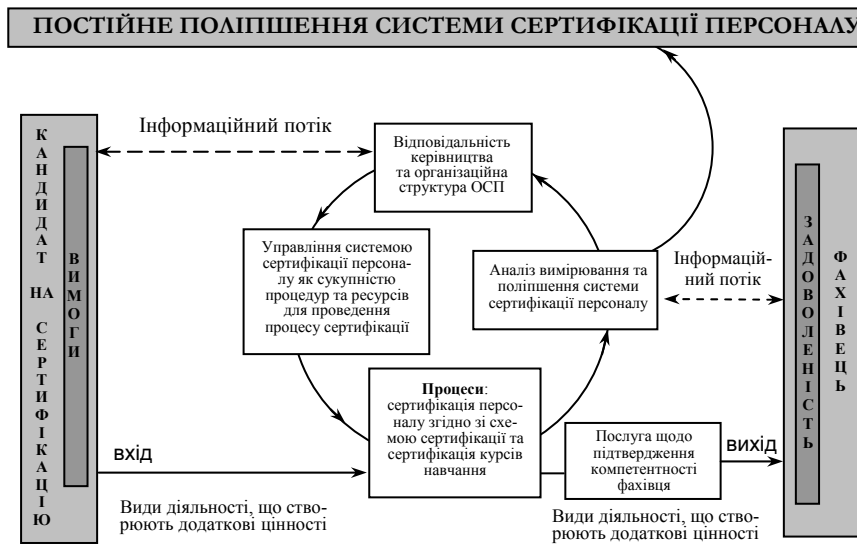 ПОСТІЙНЕ ПОЛІПШЕННЯ СИСТЕМИ СЕРТИФІКАЦІЇ ПЕРСОНАЛУ
КАНДИДАТ НА СЕРТИФІКАЦІЮ
ВИМОГИ
Інформаційний потік
Відповідальність
керівництва
та організаційна
структура ОСП
Управління системою
сертифікації персона-
лу як сукупністю
процедур та ресурсів
для проведення
процесу сертифікації
Аналіз вимірювання та
поліпшення системи
сертифікації персоналу
Інформацій-
ний потік
ЗАДОВОЛЕНІСТЬ
ФАХІВЕЦЬ
Процеси:
сертифікація персо-
налу згідно зі схе-
мою сертифікації та
сертифікація курсів
навчання
вхід
Послуга щодо
підтвердження
компетентності
фахівця
вихід
Види діяльності, що ство-
рюють додаткові цінності
Види діяльності, що ство-
рюють додаткові цінності